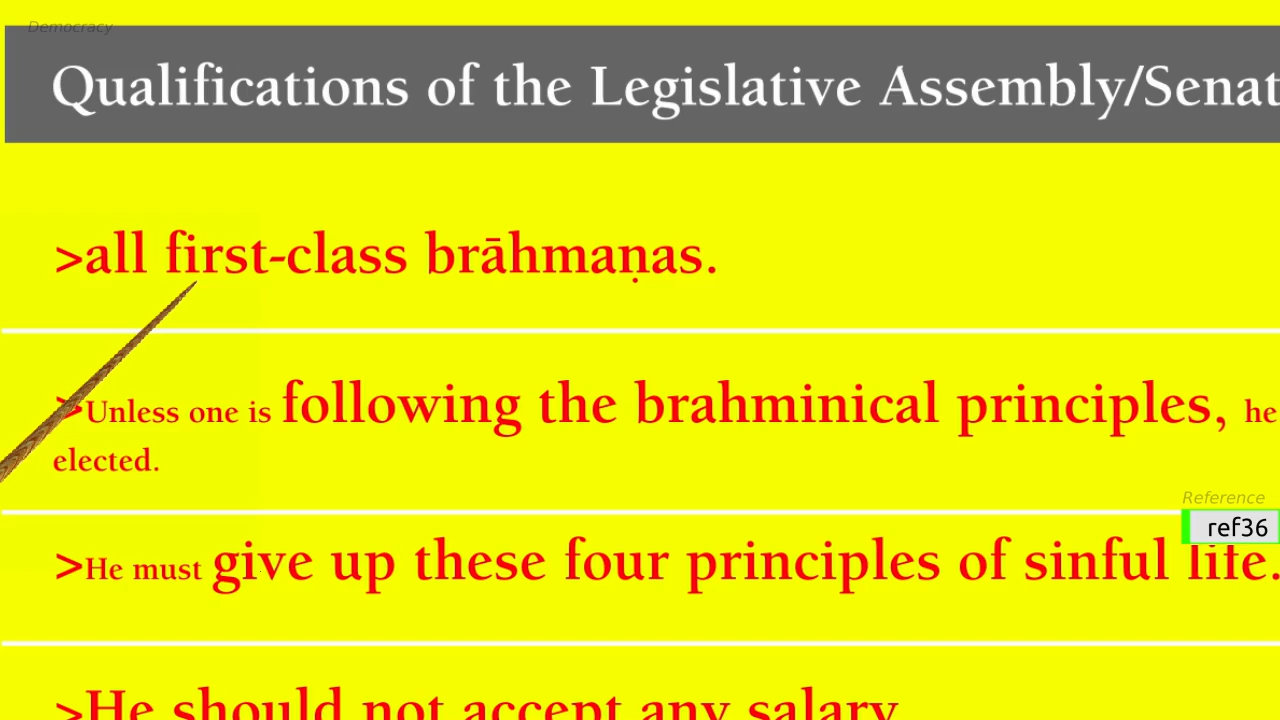 Democracy
Qualifications of the Legislative Assembly/Senat
>all first-class brāhmaṇas.
>Unless one is following the brahminical principles, he
elected.
Reference
ref36
>He must give up these four principles of sinful life.
>He should not accept any salary